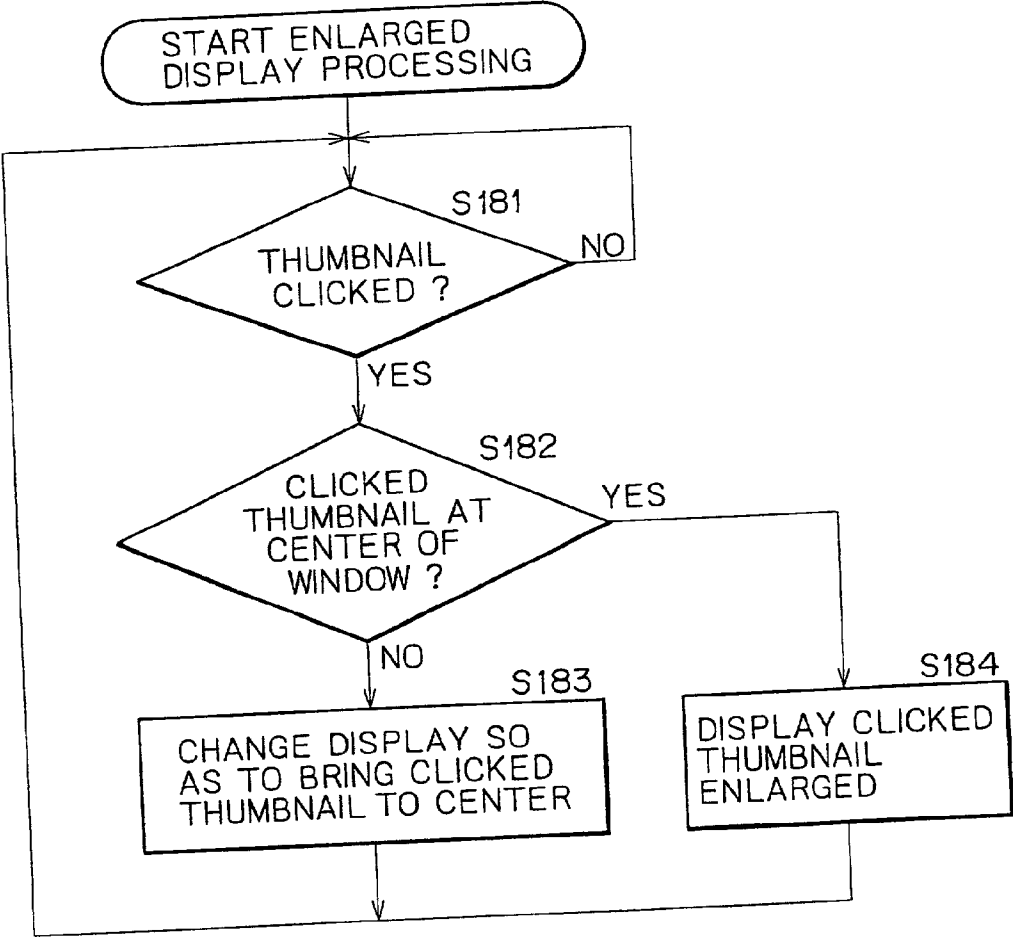 START ENLARGED
DISPLAY PROCESSING
S181
THUMBNAIL
CLICKED ?
NO
YES
S182
CLICKED
THUMBNAIL AT
CENTER OF
WINDOW ?
YES
NO
S183
CHANGE DISPLAY SO
AS TO BRING CLICKED
THUMBNAIL TO CENTER
S184
DISPLAY CLICKED
THUMBNAIL
ENLARGED